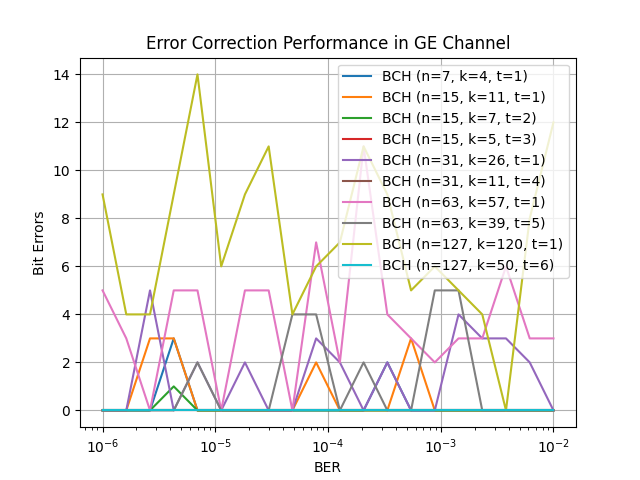 Error Correction Performance in GE Channel
14
12
10
8
6
4
2
0
Bit Errors
BCH (n=7, k=4, t=1)
BCH (n=15, k=11, t=1)
BCH (n=15, k=7, t=2)
BCH (n=15, k=5, t=3)
BCH (n=31, k=26, t=1)
BCH (n=31, k=11, t=4)
BCH (n=63, k=57, t=1)
BCH (n=63, k=39, t=5)
BCH (n=127, k=120, t=1)
BCH (n=127, k=50, t=6)
10⁻⁶ 10⁻⁵ 10⁻⁴ 10⁻³ 10⁻²
BER